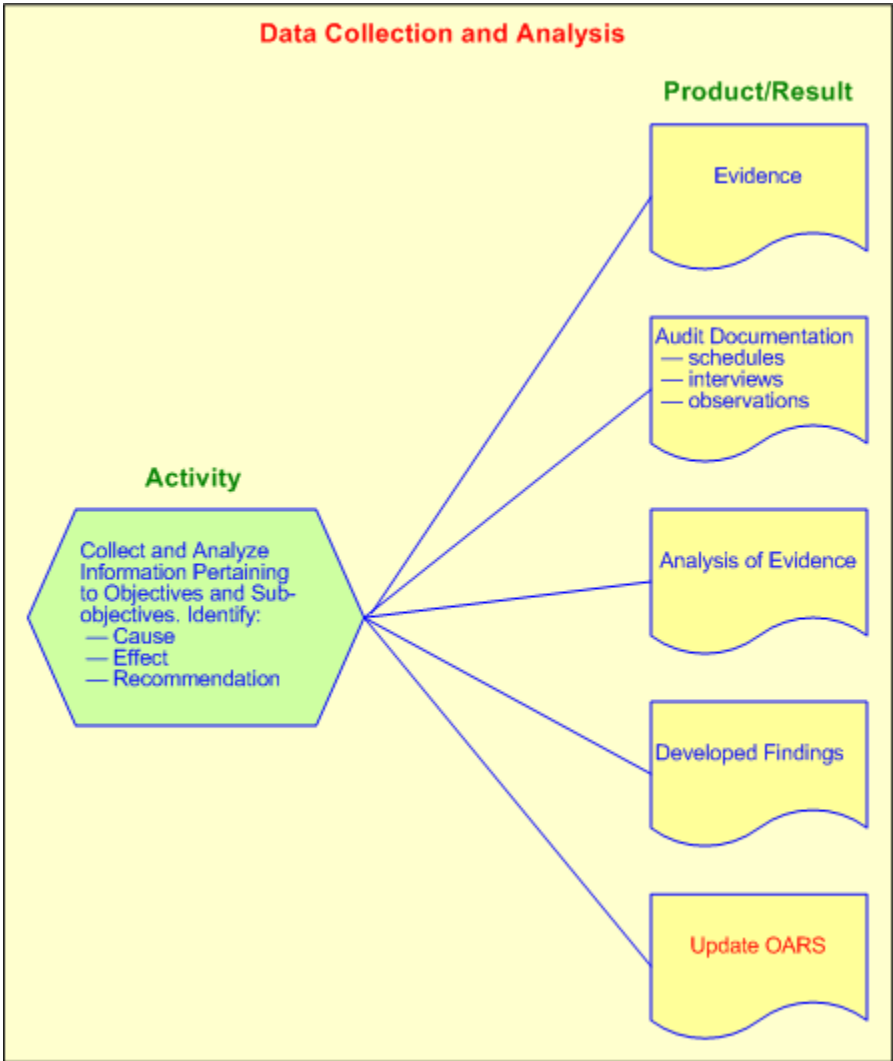 Data Collection and Analysis
Product/Result
Evidence
Audit Documentation
— schedules
— interviews
— observations
Activity
Collect and Analyze
Information Pertaining
to Objectives and Sub-
objectives. Identify:
— Cause
— Effect
— Recommendation
Analysis of Evidence
Developed Findings
Update OARS